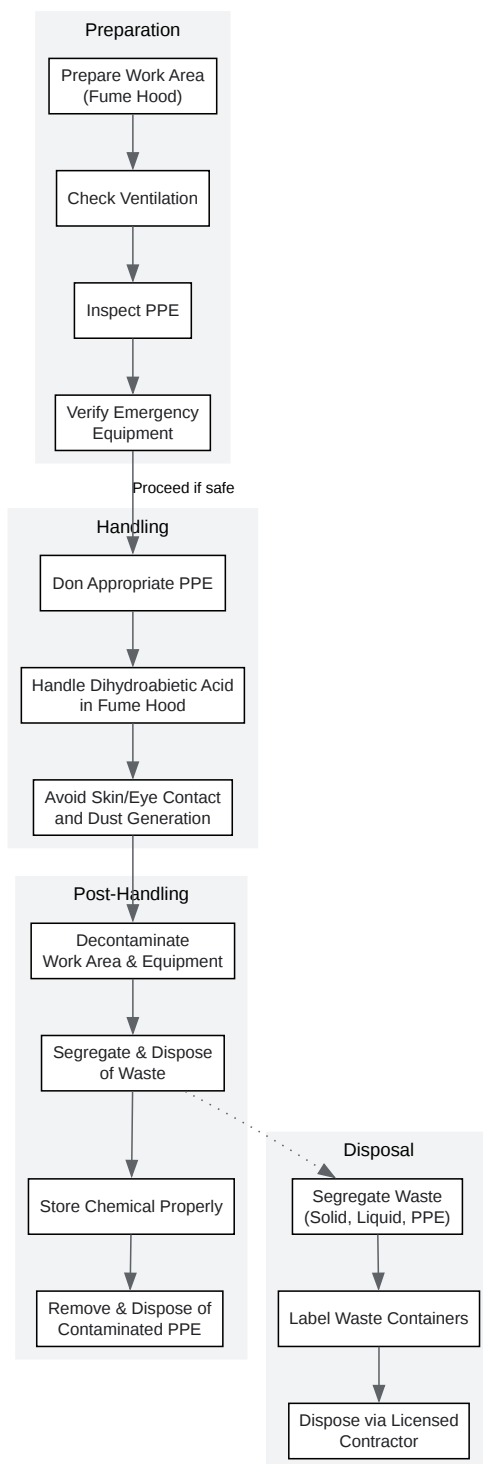 Preparation
Prepare Work Area
(Fume Hood)
Check Ventilation
Inspect PPE
Verify Emergency
Equipment
Proceed if safe
Handling
Don Appropriate PPE
Handle Dihydroabietic Acid
in Fume Hood
Avoid Skin/Eye Contact
and Dust Generation
Post-Handling
Decontaminate
Work Area & Equipment
Segregate & Dispose
of Waste
Store Chemical Properly
Remove & Dispose of
Contaminated PPE
Disposal
Segregate Waste
(Solid, Liquid, PPE)
Label Waste Containers
Dispose via Licensed
Contractor